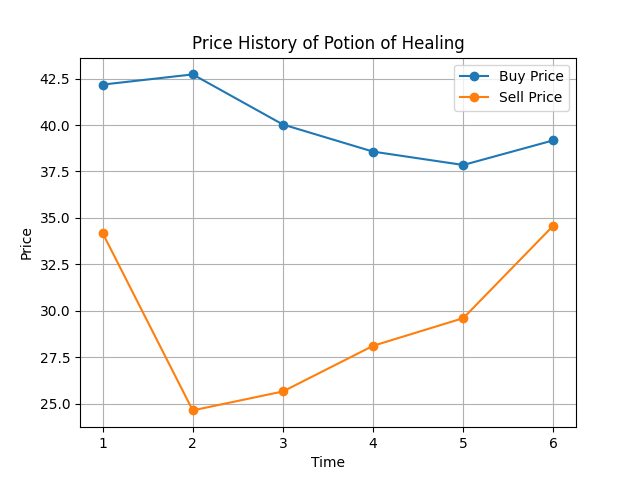 Price History of Potion of Healing
Buy Price
Sell Price
42.5
40.0
37.5
35.0
32.5
30.0
27.5
25.0
Price
1 2 3 4 5 6
Time